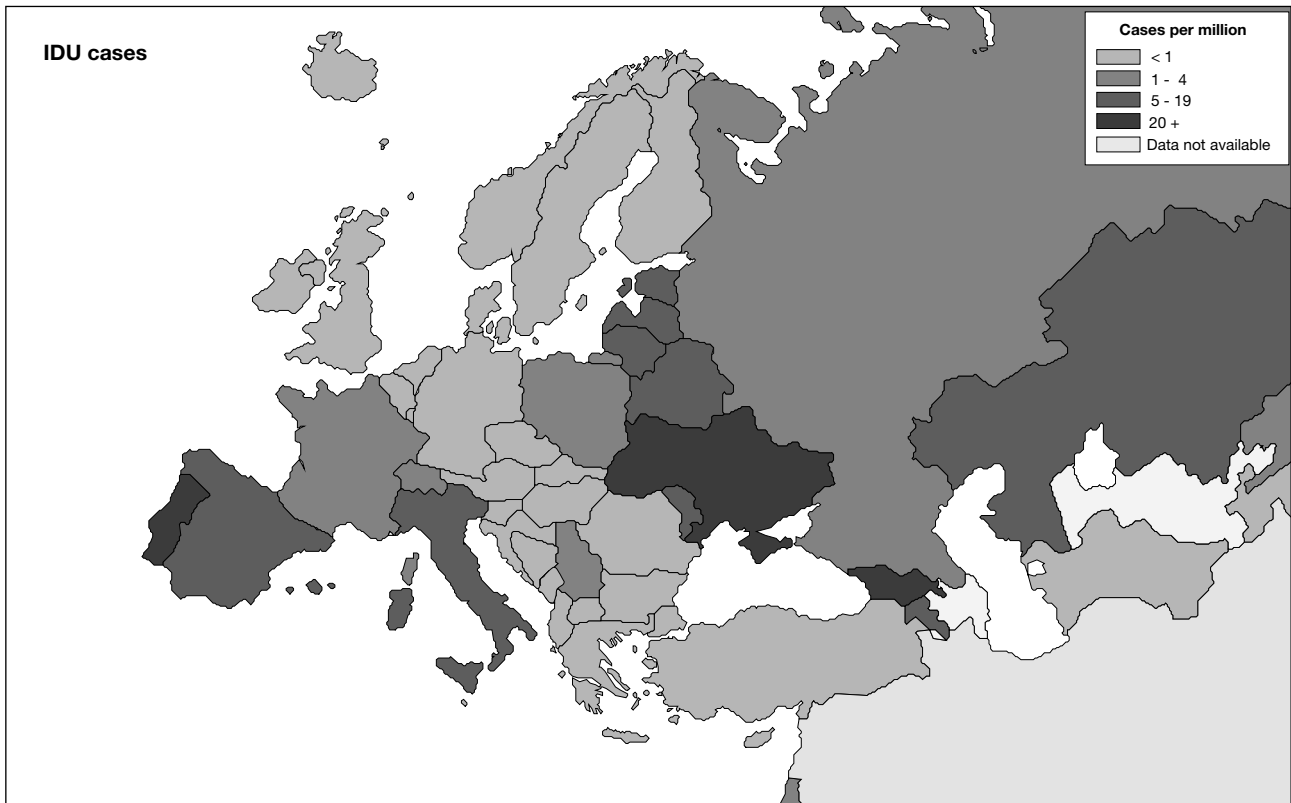 IDU cases
Cases per million
< 1
1 - 4
5 - 19
20 +
Data not available